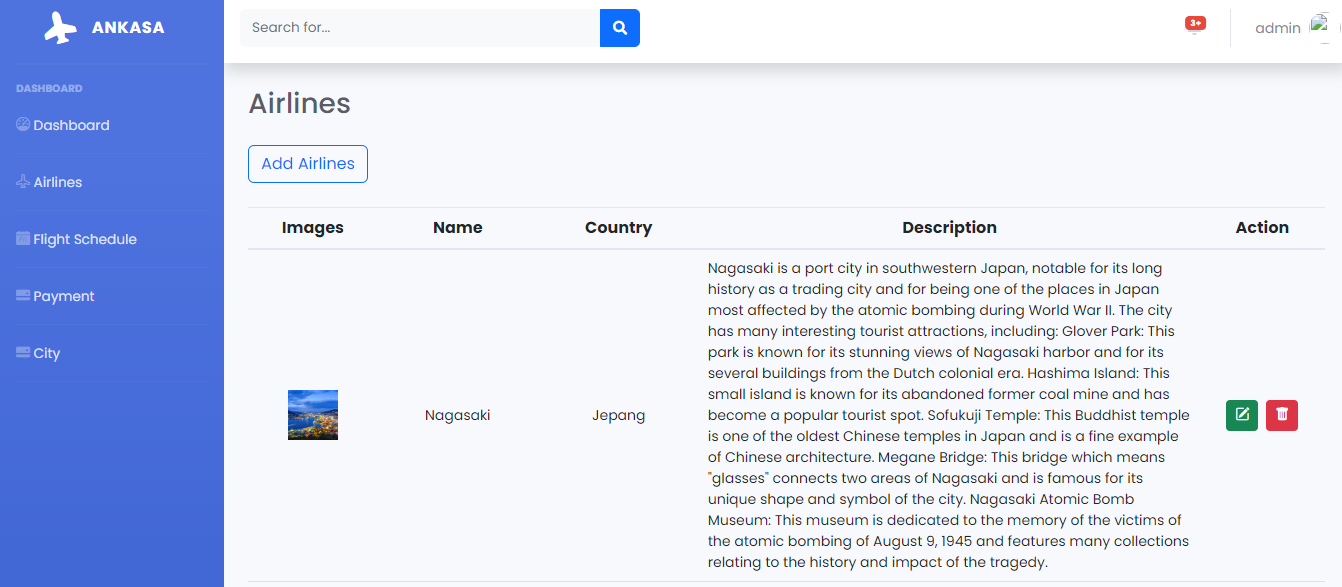 ANKASA
Search for...
3+
admin
DASHBOARD
Dashboard
Airlines
Flight Schedule
Payment
City
Airlines
Add Airlines
Images Name Country Description Action
Nagasaki is a port city in southwestern Japan, notable for its long
history as a trading city and for being one of the places in Japan
most affected by the atomic bombing during World War II. The city
has many interesting tourist attractions, including: Glover Park: This
park is known for its stunning views of Nagasaki harbor and for its
several buildings from the Dutch colonial era. Hashima Island: This
small island is known for its abandoned former coal mine and has
Nagasaki Jepang become a popular tourist spot. Sofukuji Temple: This Buddhist temple
is one of the oldest Chinese temples in Japan and is a fine example
of Chinese architecture. Megane Bridge: This bridge which means
"glasses" connects two areas of Nagasaki and is famous for its
unique shape and symbol of the city. Nagasaki Atomic Bomb
Museum: This museum is dedicated to the memory of the victims of
the atomic bombing of August 9, 1945 and features many collections
relating to the history and impact of the tragedy.